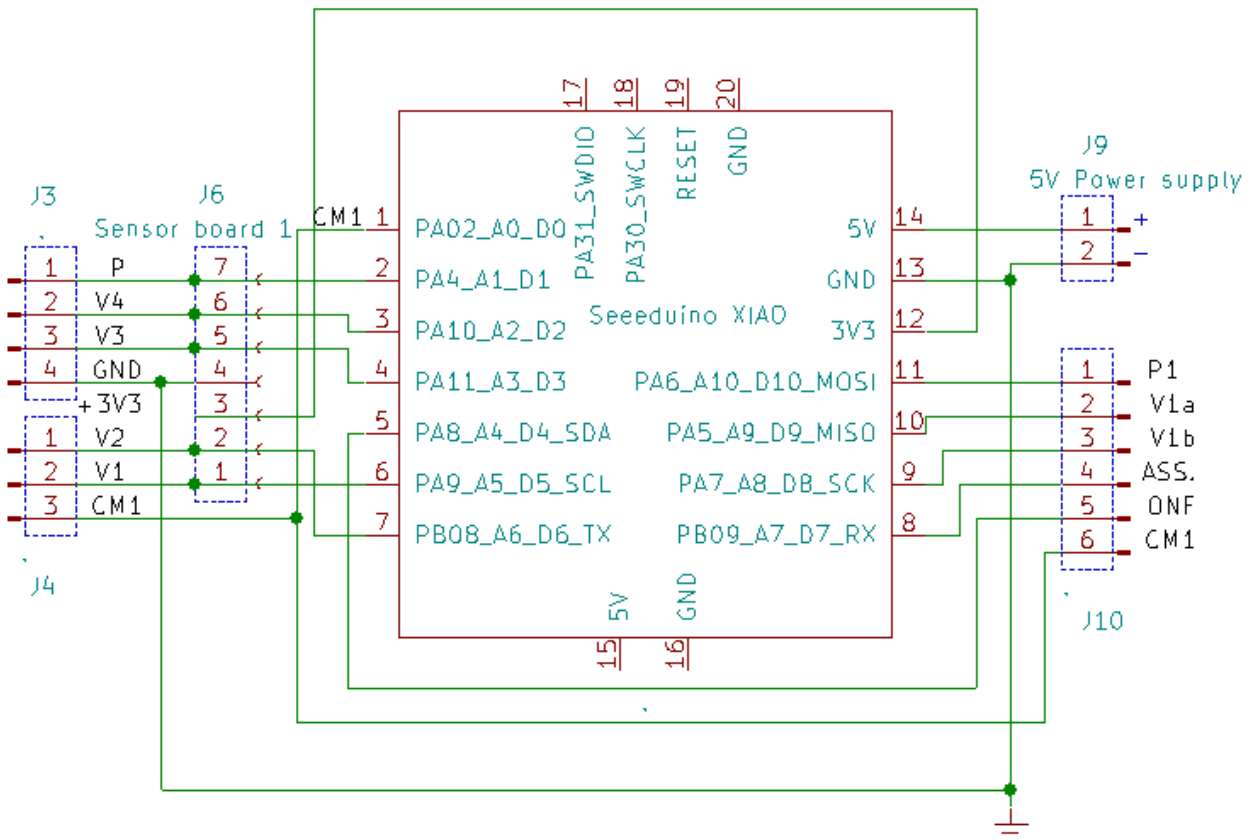 17
18
19
20
PA31_SWDIO
PA30_SWCLK
RESET
GND
J9
5V Power supply
J3
J6
Sensor board 1
CM1 1 PA02_A0_D0
5V 14
1 +
2 −
1 P 7
2 PA4_A1_D1
GND 13
2 V4 6
3 PA10_A2_D2
Seeeduino XIAO
3V3 12
3 V3 5
4 GND 4
4 PA11_A3_D3
PA6_A10_D10_MOSI 11
1 P1
+3V3 3
5 PA8_A4_D4_SDA
PA5_A9_D9_MISO 10
2 V1a
1 V2 2
3 V1b
2 V1 1
6 PA9_A5_D5_SCL
PA7_A8_D8_SCK 9
4 ASS.
3 CM1
5 ONF
7 PB08_A6_D6_TX
PB09_A7_D7_RX 8
6 CM1
J4
J10
5V
GND
15
16